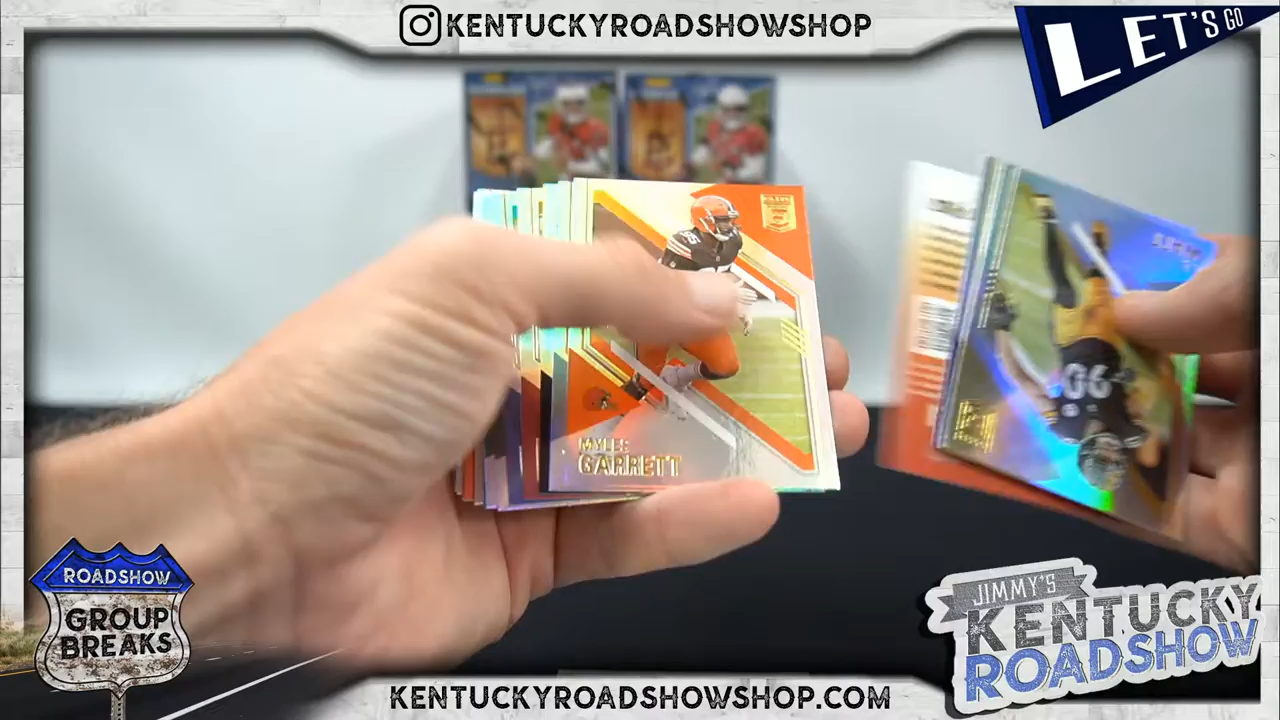 KENTUCKYROADSHOWSHOP
LET'S GO
MYLES
GARRETT
ROADSHOW
GROUP
BREAKS
JIMMY'S
KENTUCKY
ROADSHOW
KENTUCKYROADSHOWSHOP.COM